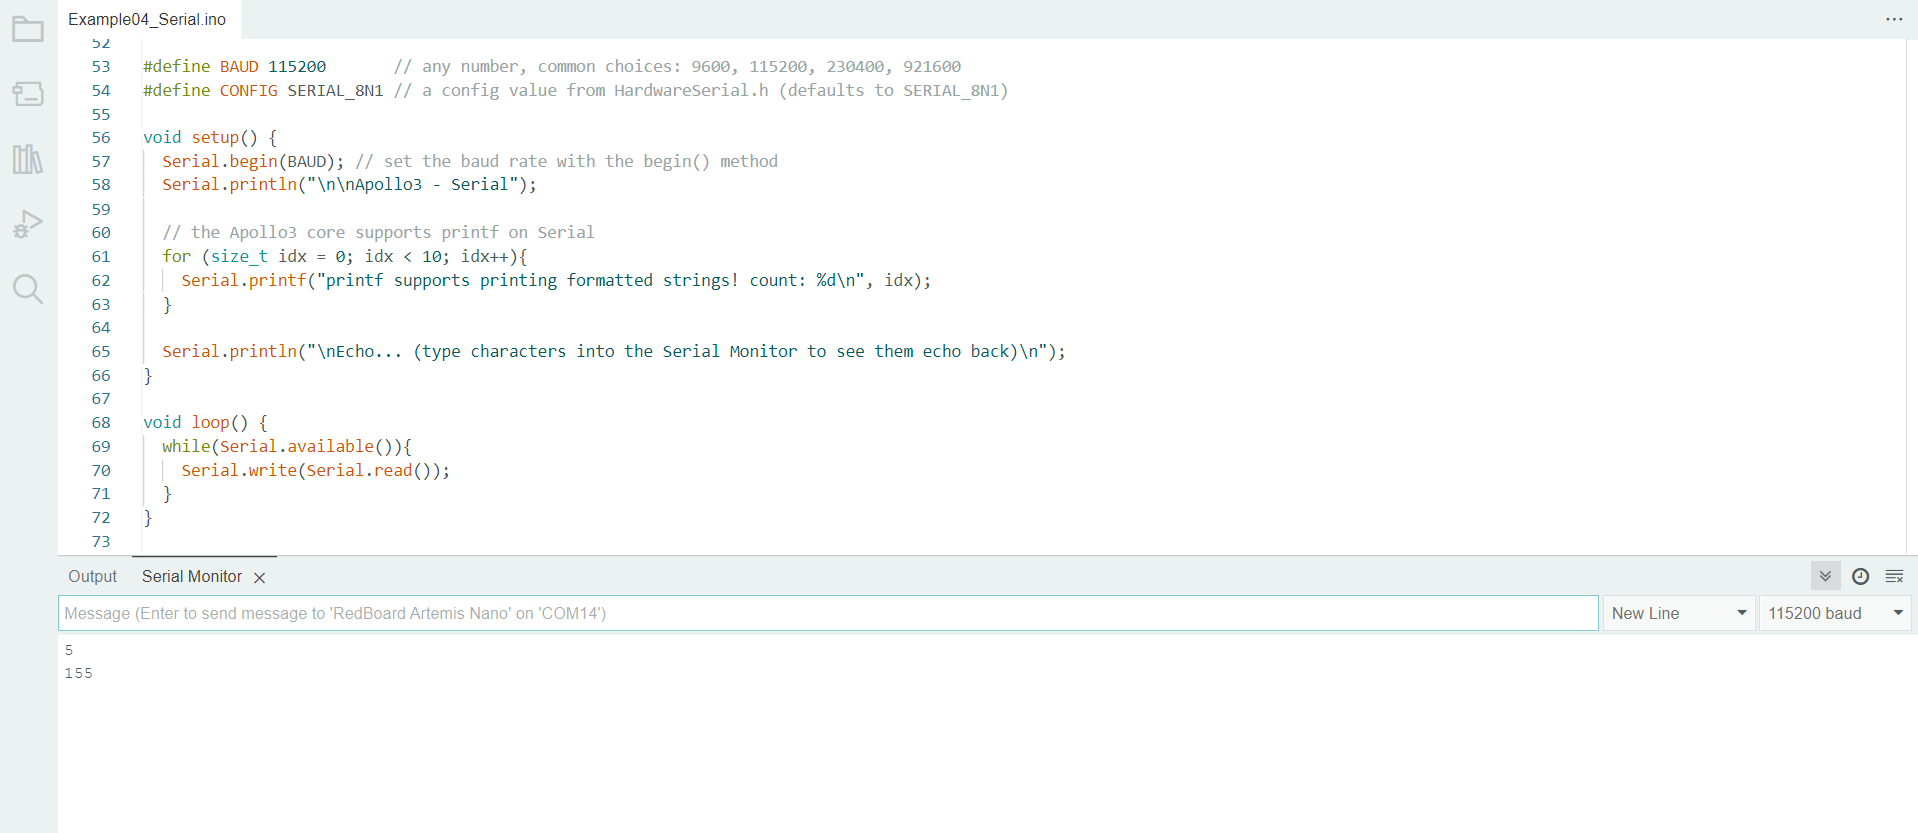 Example04_Serial.ino
52
53 #define BAUD 115200 // any number, common choices: 9600, 115200, 230400, 921600
54 #define CONFIG SERIAL_8N1 // a config value from HardwareSerial.h (defaults to SERIAL_8N1)
55
56 void setup() {
57 Serial.begin(BAUD); // set the baud rate with the begin() method
58 Serial.println("\n\nApollo3 - Serial");
59
60 // the Apollo3 core supports printf on Serial
61 for (size_t idx = 0; idx < 10; idx++){
62 Serial.printf("printf supports printing formatted strings! count: %d\n", idx);
63 }
64
65 Serial.println("\nEcho... (type characters into the Serial Monitor to see them echo back)\n");
66 }
67
68 void loop() {
69 while(Serial.available()){
70 Serial.write(Serial.read());
71 }
72 }
73
Output Serial Monitor
Message (Enter to send message to 'RedBoard Artemis Nano' on 'COM14') New Line 115200 baud
5
155